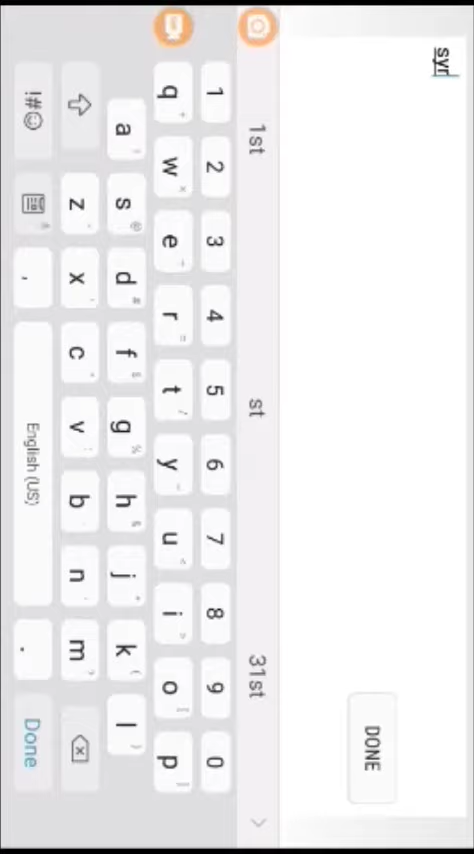 syr
DONE
1st st 31st
1 2 3 4 5 6 7 8 9 0
q w e r t y u i o p
a s d f g h j k l
z x c v b n m
!#☺ , English (US) . Done